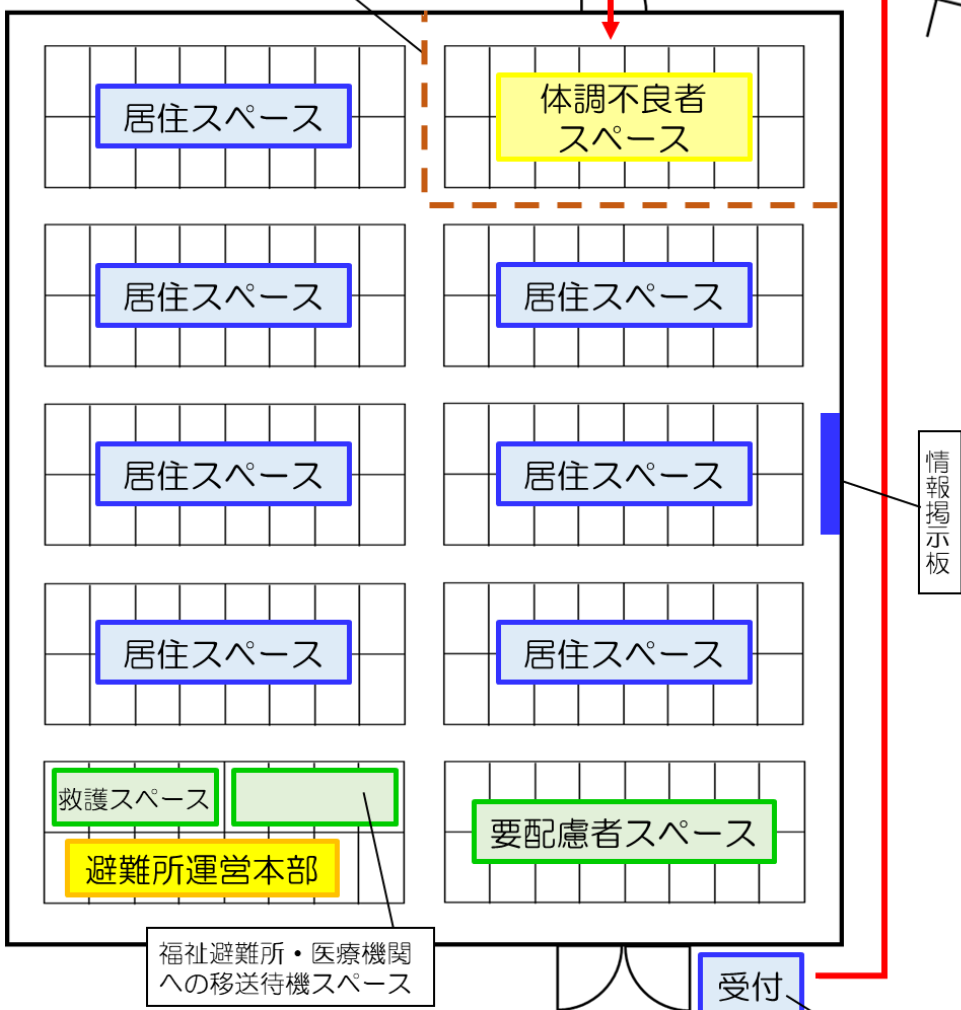 居住スペース
体調不良者
スペース
居住スペース
居住スペース
居住スペース
居住スペース
情報掲示板
居住スペース
居住スペース
救護スペース
要配慮者スペース
避難所運営本部
福祉避難所・医療機関
への移送待機スペース
受付